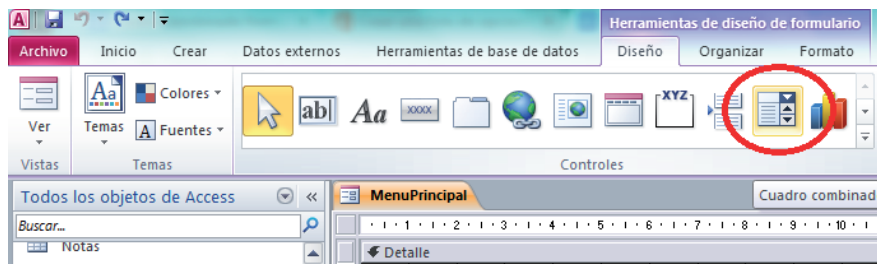 A
Herramientas de diseño de formulario
Archivo Inicio Crear Datos externos Herramientas de base de datos Diseño Organizar Formato
Ver
Aa
Temas
Colores
A Fuentes
ab|
Aa
XXXX
XYZ
Vistas Temas Controles
Todos los objetos de Access «
MenuPrincipal
Cuadro combinad
Buscar...
1 2 3 4 5 6 7 8 9 10
Notas
Detalle